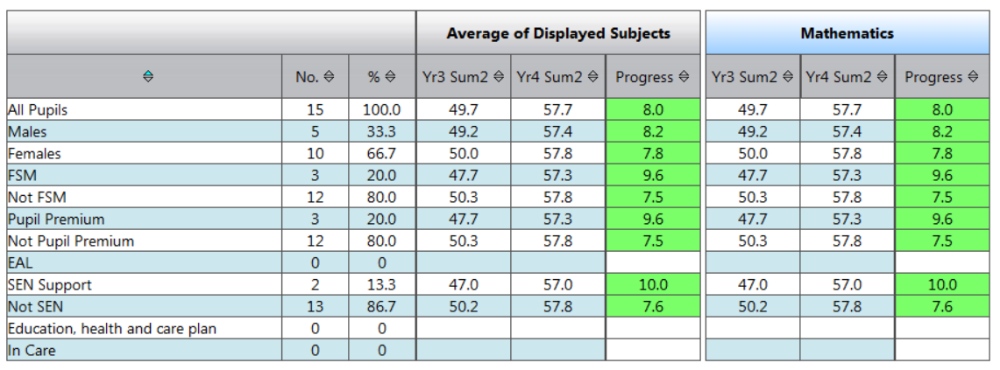 Average of Displayed Subjects Mathematics
No. % Yr3 Sum2 Yr4 Sum2 Progress Yr3 Sum2 Yr4 Sum2 Progress
All Pupils 15 100.0 49.7 57.7 8.0 49.7 57.7 8.0
Males 5 33.3 49.2 57.4 8.2 49.2 57.4 8.2
Females 10 66.7 50.0 57.8 7.8 50.0 57.8 7.8
FSM 3 20.0 47.7 57.3 9.6 47.7 57.3 9.6
Not FSM 12 80.0 50.3 57.8 7.5 50.3 57.8 7.5
Pupil Premium 3 20.0 47.7 57.3 9.6 47.7 57.3 9.6
Not Pupil Premium 12 80.0 50.3 57.8 7.5 50.3 57.8 7.5
EAL 0 0
SEN Support 2 13.3 47.0 57.0 10.0 47.0 57.0 10.0
Not SEN 13 86.7 50.2 57.8 7.6 50.2 57.8 7.6
Education, health and care plan 0 0
In Care 0 0